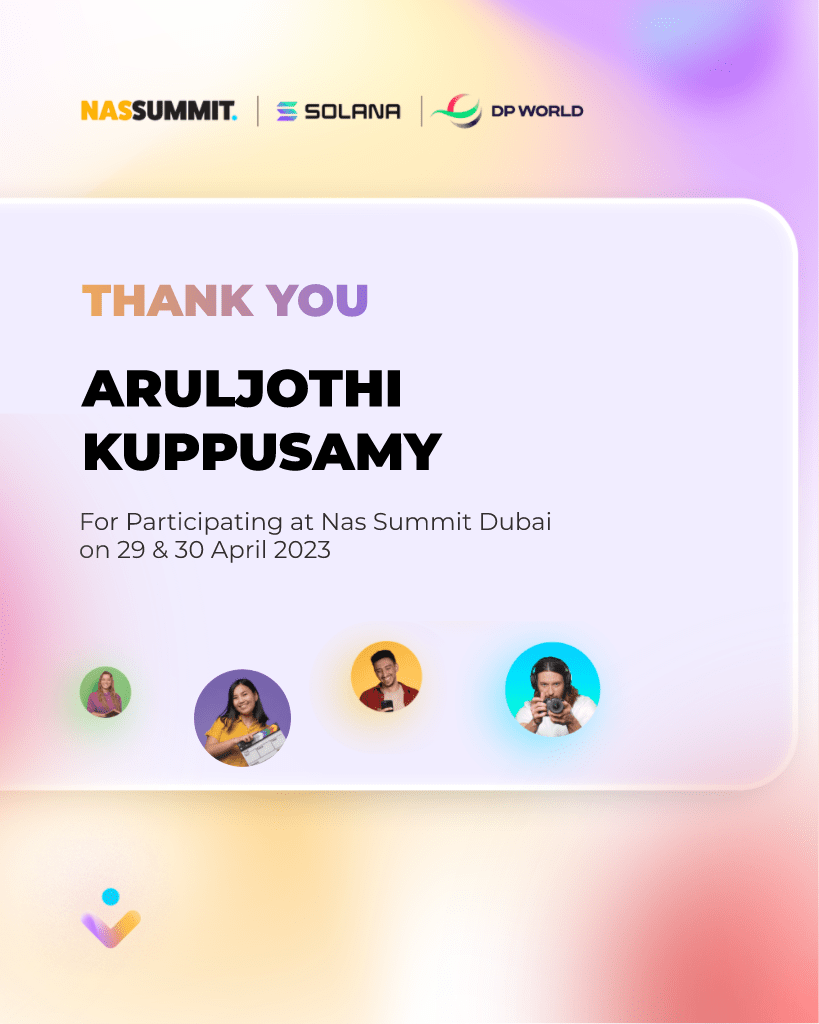 NASSUMMIT. | SOLANA | DP WORLD
THANK YOU
ARULJOTHI
KUPPUSAMY
For Participating at Nas Summit Dubai
on 29 & 30 April 2023